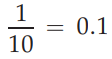 1/10 = 0.1